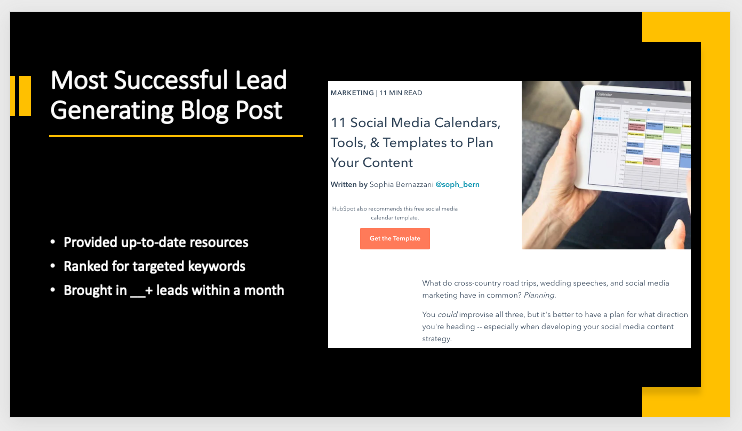 Most Successful Lead
Generating Blog Post
• Provided up-to-date resources
• Ranked for targeted keywords
• Brought in __+ leads within a month
MARKETING | 11 MIN READ
11 Social Media Calendars,
Tools, & Templates to Plan
Your Content
Written by Sophia Bernazzani @soph_bern
HubSpot also recommends this free social media
calendar template.
Get the Template
What do cross-country road trips, wedding speeches, and social media
marketing have in common? Planning.
You could improvise all three, but it's better to have a plan for what direction
you're heading -- especially when developing your social media content
strategy